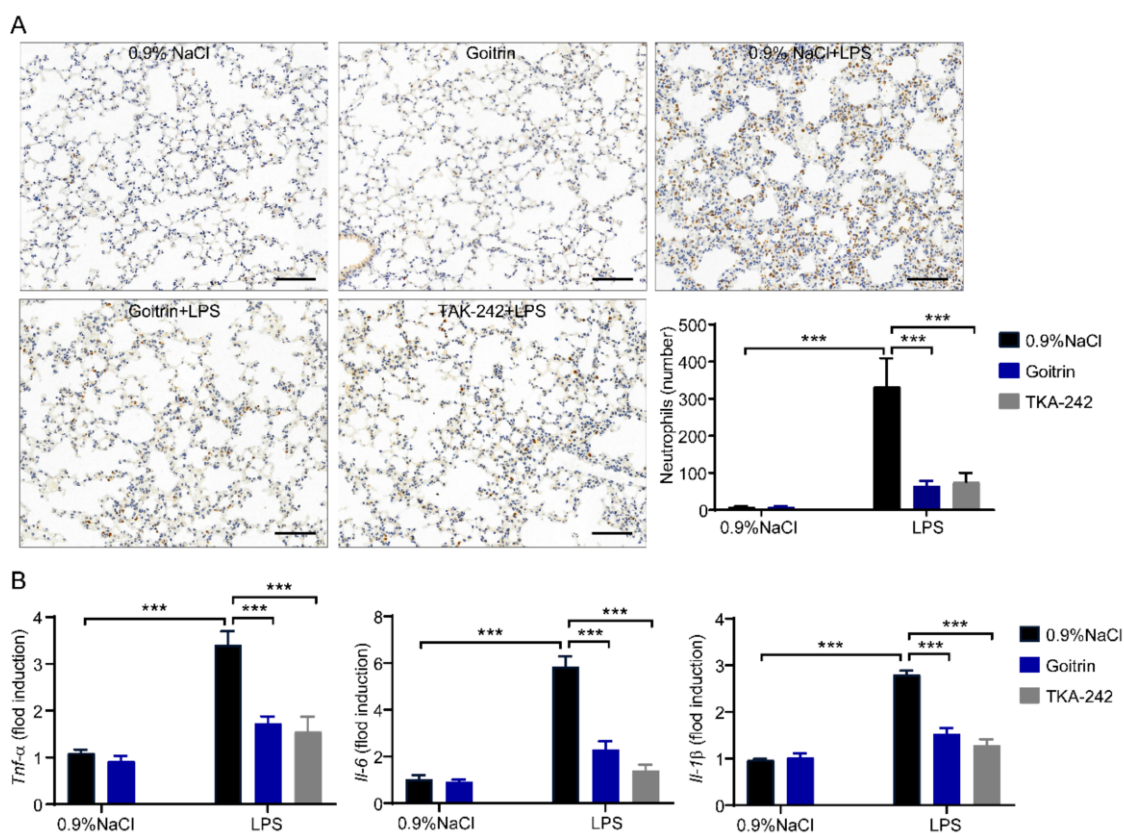 A
0.9% NaCl
Goitrin
0.9% NaCl+LPS
Goitrin+LPS
TAK-242+LPS
Neutrophils (number)
500
400
300
200
100
0
***
***
***
0.9%NaCl
LPS
0.9%NaCl
Goitrin
TKA-242
B
Tnf-α (flod induction)
4
3
2
1
0
***
***
***
0.9%NaCl
LPS
Il-6 (flod induction)
8
6
4
2
0
***
***
***
0.9%NaCl
LPS
Il-1β (flod induction)
4
3
2
1
0
***
***
***
0.9%NaCl
LPS
0.9%NaCl
Goitrin
TKA-242